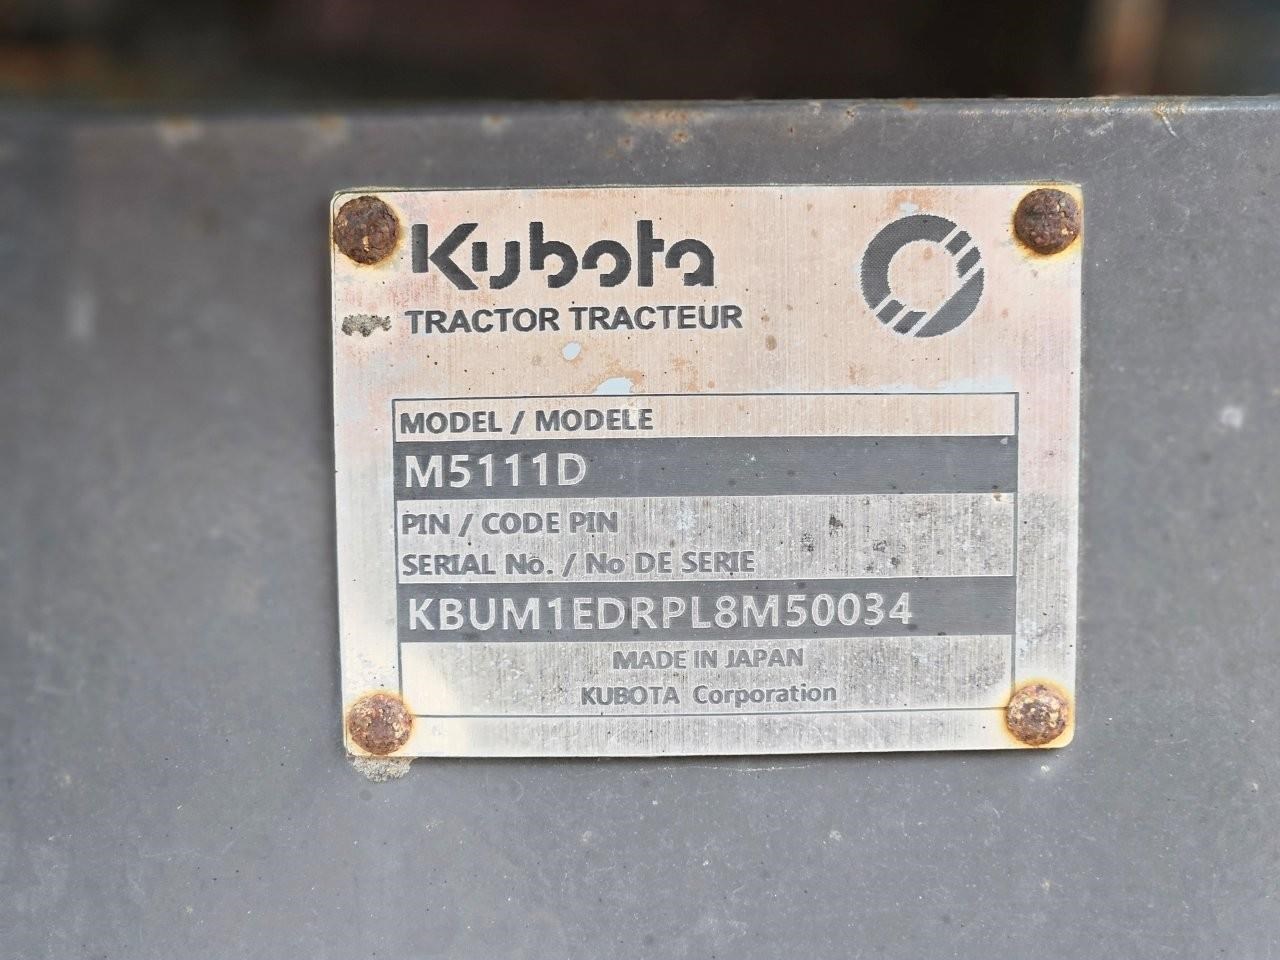 Kubota
TRACTOR TRACTEUR
MODEL / MODELE
M5111D
PIN / CODE PIN
SERIAL No. / No DE SERIE
KBUM1EDRPL8M50034
MADE IN JAPAN
KUBOTA Corporation